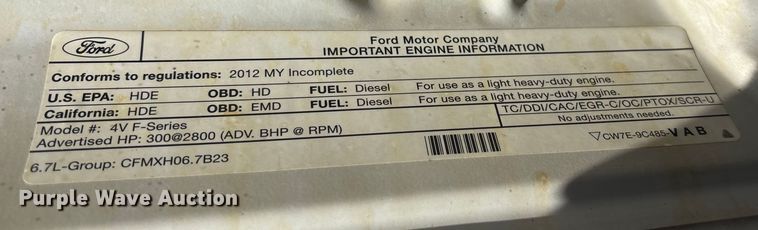 Ford
Ford Motor Company
IMPORTANT ENGINE INFORMATION
Conforms to regulations: 2012 MY Incomplete
U.S. EPA: HDE OBD: HD FUEL: Diesel For use as a light heavy-duty engine.
California: HDE OBD: EMD FUEL: Diesel For use as a light heavy-duty engine.
Model #: 4V F-Series TC/DDI/CAC/EGR-C/OC/PTOX/SCR-U
Advertised HP: 300@2800 (ADV. BHP @ RPM) No adjustments needed.
6.7L-Group: CFMXH06.7B23 CW7E-9C485-VAB
Purple Wave Auction